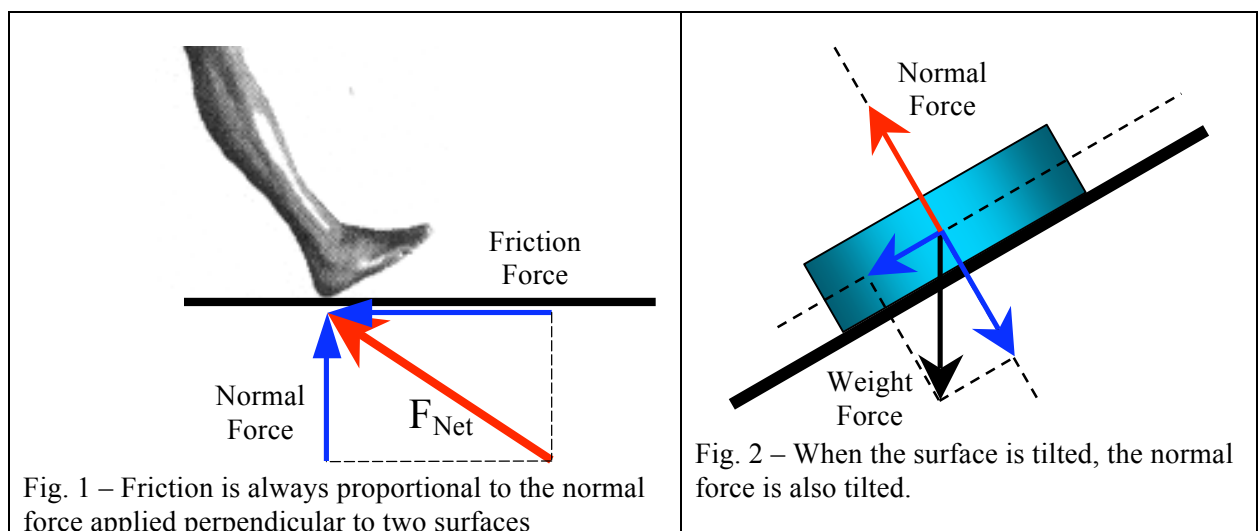 Friction
Force
Normal
Force
F_Net
Fig. 1 – Friction is always proportional to the normal
force applied perpendicular to two surfaces
Normal
Force
Weight
Force
Fig. 2 – When the surface is tilted, the normal
force is also tilted.